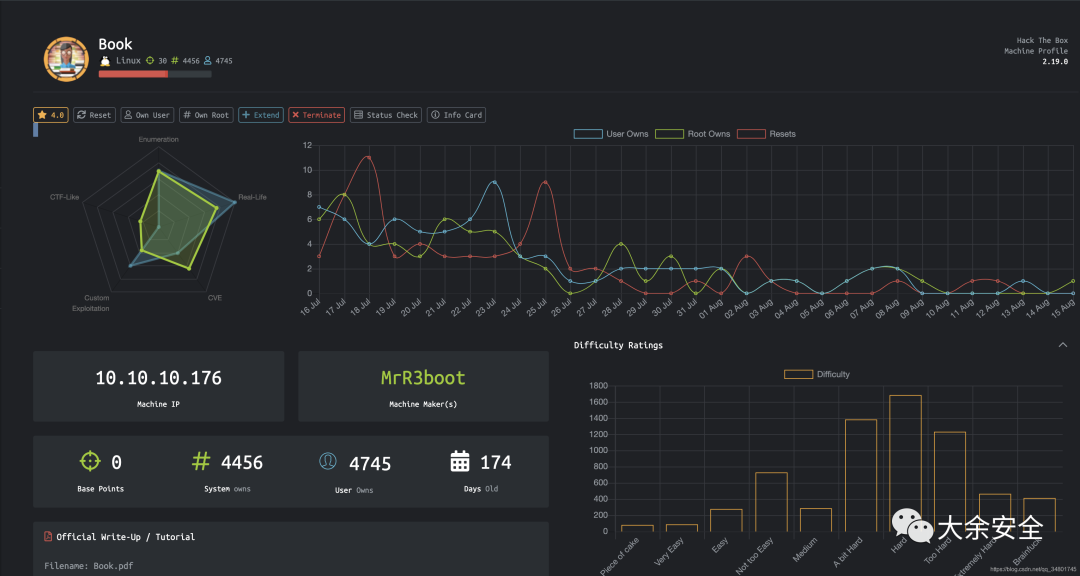 Book
Linux 30 # 4456 4745
Hack The Box
Machine Profile
2.19.0
4.0 Reset Own User # Own Root Extend Terminate Status Check Info Card
Enumeration
CTF-Like
Real-Life
Custom
Exploitation
CVE
User Owns Root Owns Resets
12
10
8
6
4
2
0
16 Jul 17 Jul 18 Jul 19 Jul 20 Jul 21 Jul 22 Jul 23 Jul 24 Jul 25 Jul 26 Jul 27 Jul 28 Jul 29 Jul 30 Jul 31 Jul 01 Aug 02 Aug 03 Aug 04 Aug 05 Aug 06 Aug 07 Aug 08 Aug 09 Aug 10 Aug 11 Aug 12 Aug 13 Aug 14 Aug 15 Aug
10.10.10.176
Machine IP
MrR3boot
Machine Maker(s)
0
Base Points
# 4456
System owns
4745
User Owns
174
Days Old
Official Write-Up / Tutorial
Filename: Book.pdf
Difficulty Ratings
Difficulty
1800
1600
1400
1200
1000
800
600
400
200
0
Piece of cake Very Easy Easy Not too Easy Medium A bit Hard Hard Too Hard Extremely Hard Brainfuck
大余安全
https://blog.csdn.net/qq_34801745